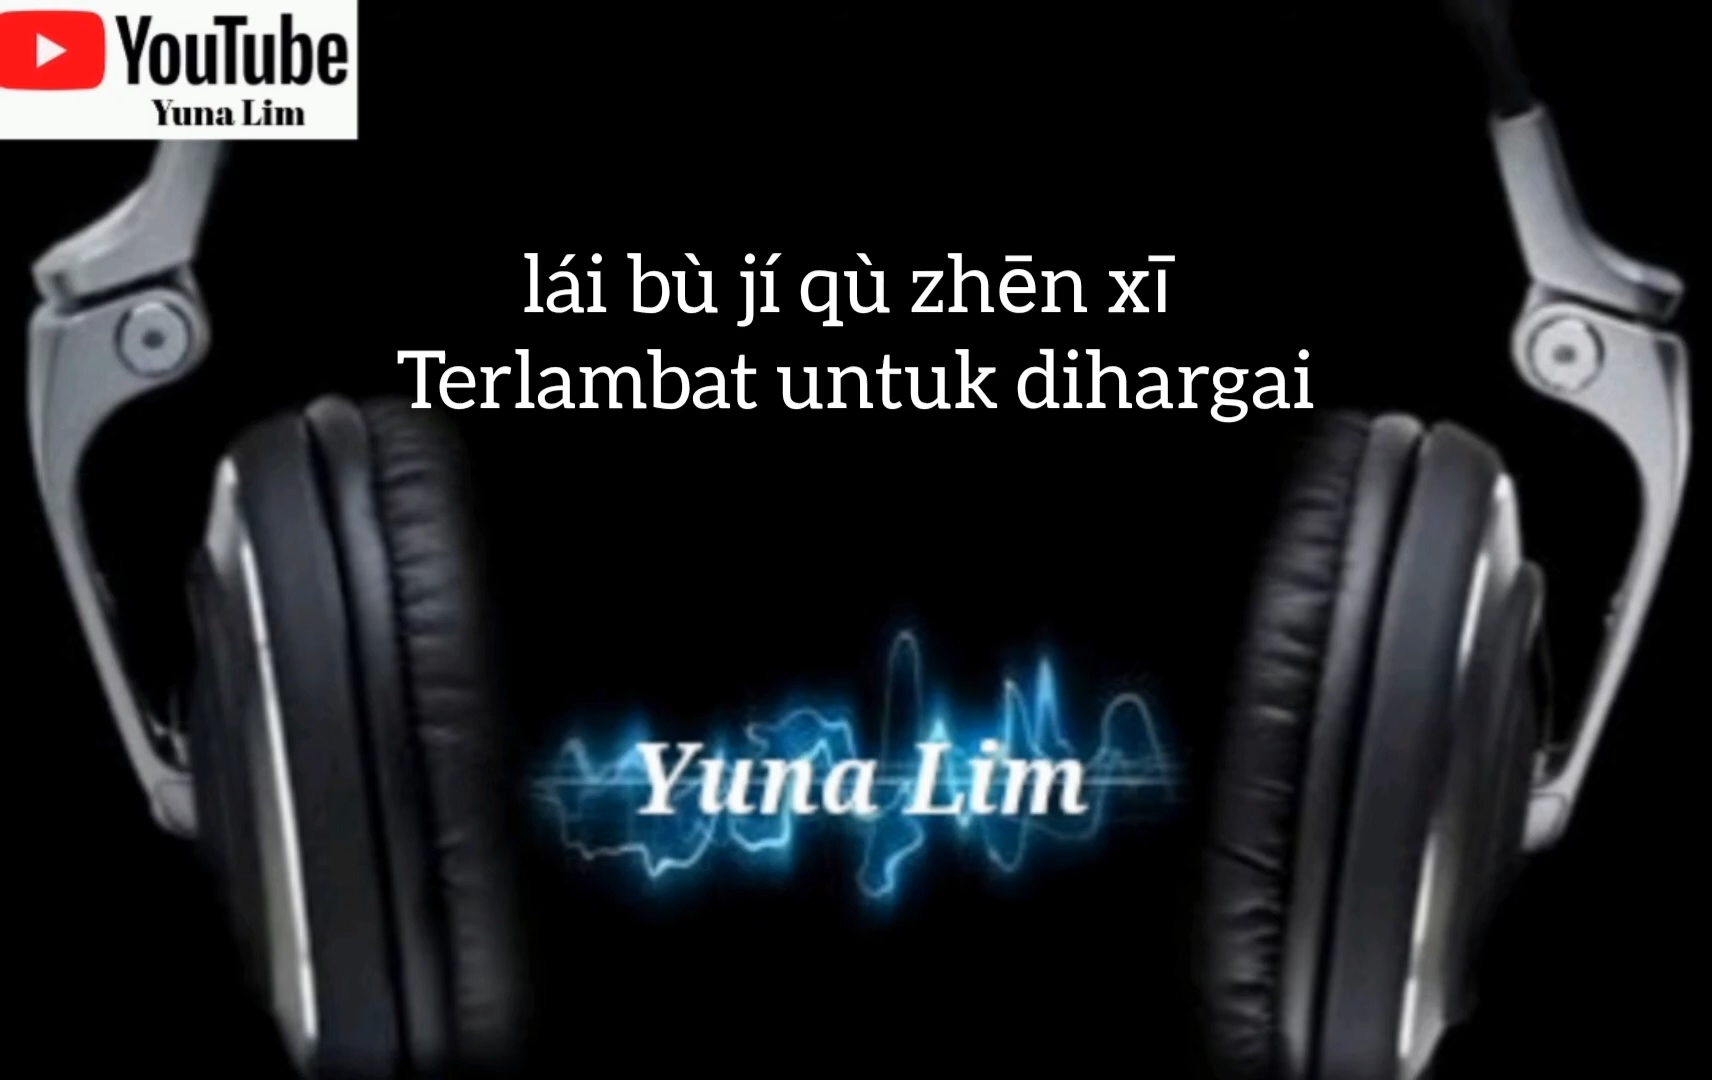 YouTube
Yuna Lim
lái bù jí qù zhēn xī
Terlambat untuk dihargai
Yuna Lim